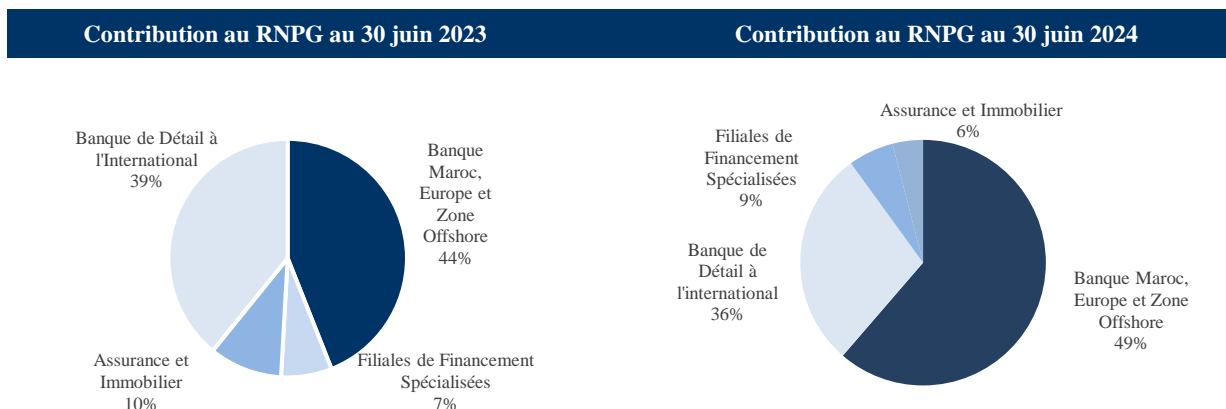 Contribution au RNPG au 30 juin 2023
Banque de Détail à
l'International
39%
Banque
Maroc,
Europe et
Zone
Offshore
44%
Assurance et
Immobilier
10%
Filiales de Financement
Spécialisées
7%
Contribution au RNPG au 30 juin 2024
Assurance et Immobilier
6%
Filiales de
Financement
Spécialisées
9%
Banque de
Détail à
l'international
36%
Banque Maroc,
Europe et Zone
Offshore
49%